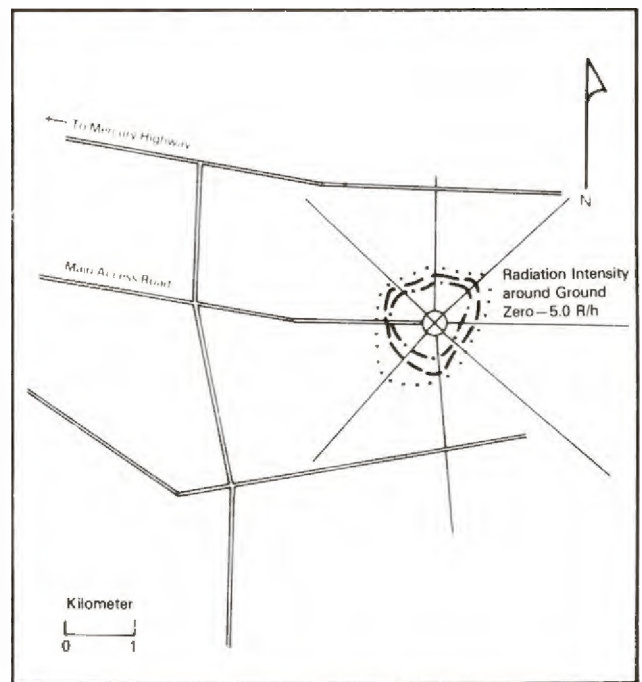 ← To Mercury Highway
N
Main Access Road
Radiation Intensity
around Ground
Zero—5.0 R/h
Kilometer
0 1